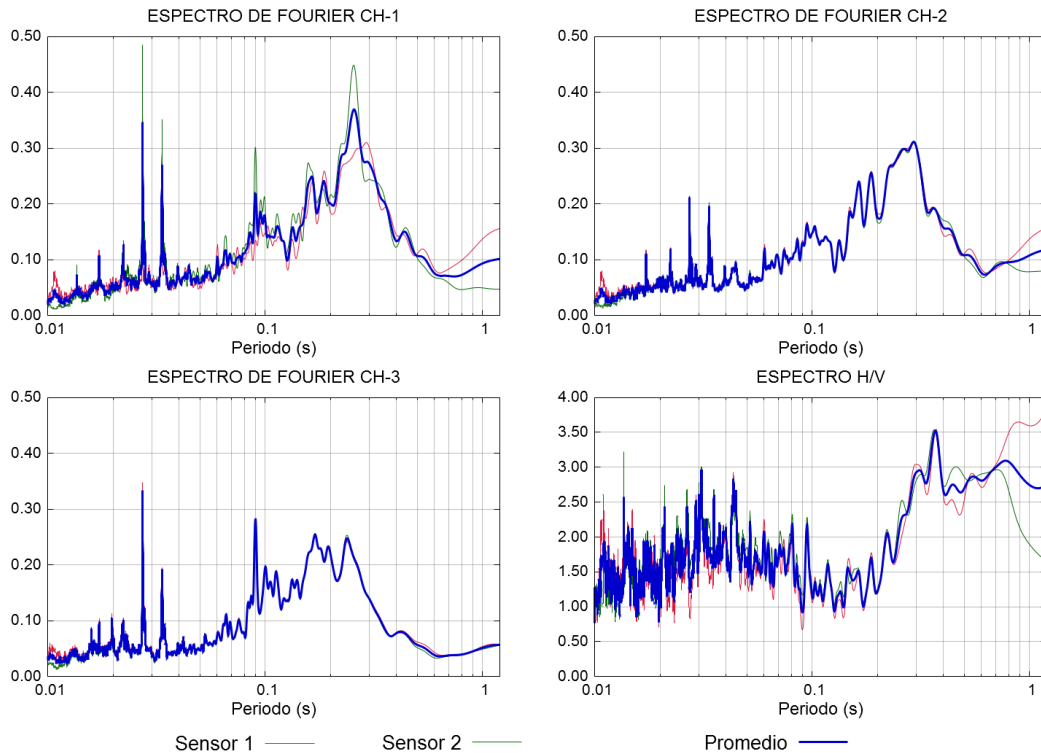 ESPECTRO DE FOURIER CH-1
0.50
0.40
0.30
0.20
0.10
0.00
0.01 0.1 1
Periodo (s)
ESPECTRO DE FOURIER CH-2
0.50
0.40
0.30
0.20
0.10
0.00
0.01 0.1 1
Periodo (s)
ESPECTRO DE FOURIER CH-3
0.50
0.40
0.30
0.20
0.10
0.00
0.01 0.1 1
Periodo (s)
ESPECTRO H/V
4.00
3.50
3.00
2.50
2.00
1.50
1.00
0.50
0.00
0.01 0.1 1
Periodo (s)
Sensor 1 Sensor 2 Promedio